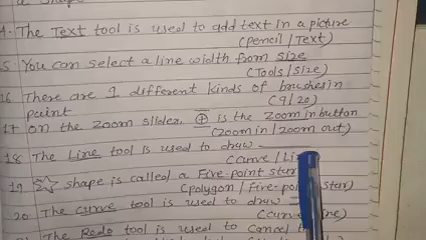 The Text tool is used to add text in a picture
(Pencil / Text)
You can select a line width from size
(Tools / Size)
16 There are 9 different kinds of brushes in
paint
(9 / 20)
17 on the Zoom slider, ⊕ is the Zoom in button
(Zoom in / zoom out)
18 The Line tool is used to draw
(Curve /
19 shape is called a Five-point star
(polygon / Five-po star)
20 The curve tool is used to draw
The Redo tool is used to cancel